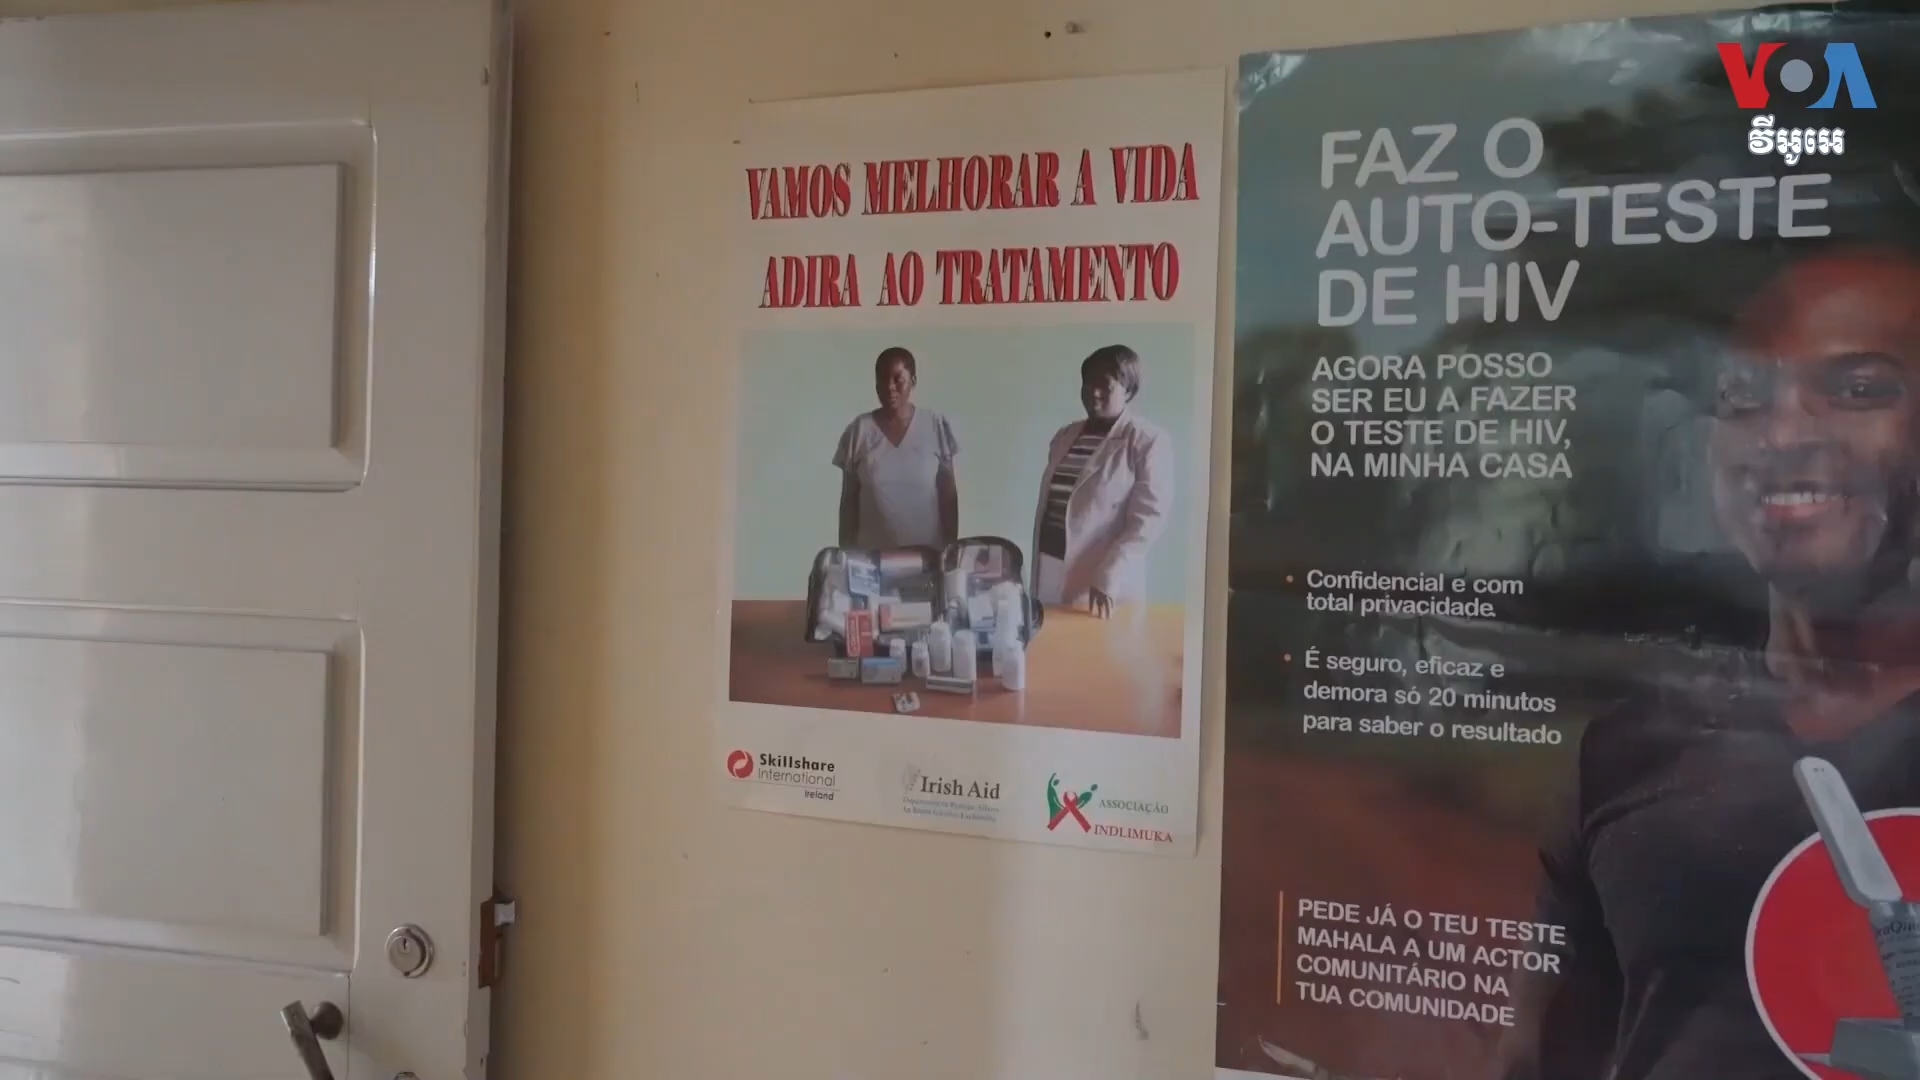 VAMOS MELHORAR A VIDA
ADIRA AO TRATAMENTO
Skillshare
International
Ireland
Irish Aid
ASSOCIAÇÃO
INDLIMUKA
VOA
វីអូអេ
FAZ O
AUTO-TESTE
DE HIV
AGORA POSSO
SER EU A FAZER
O TESTE DE HIV,
NA MINHA CASA
• Confidencial e com
total privacidade.
• É seguro, eficaz e
demora só 20 minutos
para saber o resultado
PEDE JÁ O TEU TESTE
MAHALA A UM ACTOR
COMUNITÁRIO NA
TUA COMUNIDADE